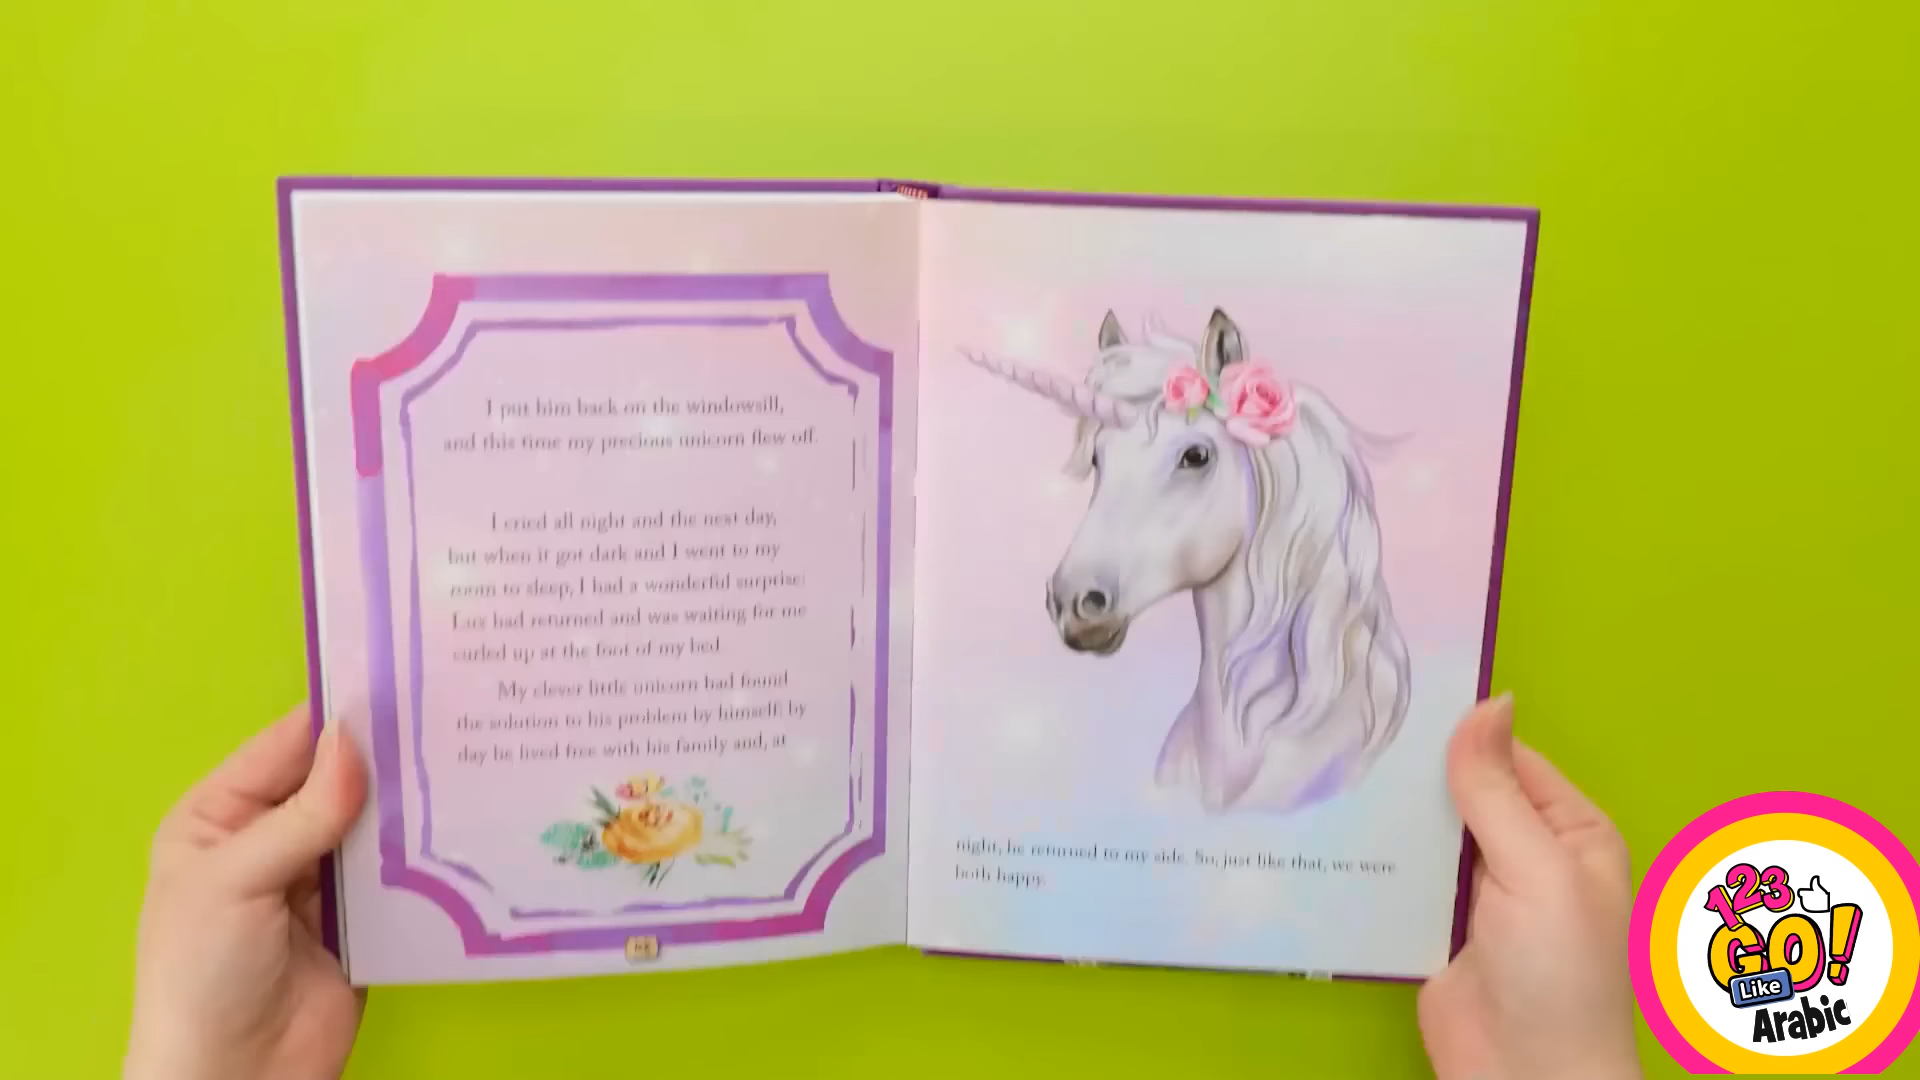 I put him back on the windowsill,
and this time my precious unicorn flew off.
I cried all night and the next day,
but when it got dark and I went to my
room to sleep, I had a wonderful surprise:
Lux had returned and was waiting for me
curled up at the foot of my bed.
My clever little unicorn had found
the solution to his problem by himself: by
day he lived free with his family and, at
night, he returned to my side. So, just like that, we were
both happy.
123
GO!
Like
Arabic